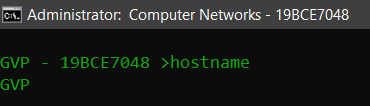 Administrator: Computer Networks - 19BCE7048
GVP - 19BCE7048 >hostname
GVP